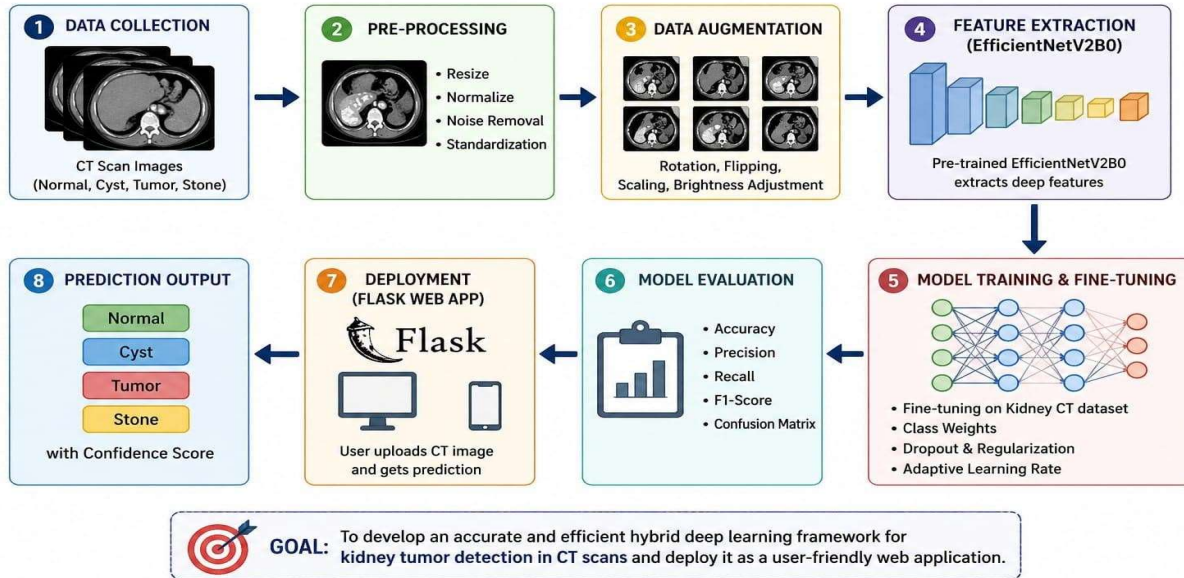 1 DATA COLLECTION
CT Scan Images
(Normal, Cyst, Tumor, Stone)
2 PRE-PROCESSING
• Resize
• Normalize
• Noise Removal
• Standardization
3 DATA AUGMENTATION
Rotation, Flipping,
Scaling, Brightness Adjustment
4 FEATURE EXTRACTION
(EfficientNetV2B0)
Pre-trained EfficientNetV2B0
extracts deep features
5 MODEL TRAINING & FINE-TUNING
• Fine-tuning on Kidney CT dataset
• Class Weights
• Dropout & Regularization
• Adaptive Learning Rate
6 MODEL EVALUATION
• Accuracy
• Precision
• Recall
• F1-Score
• Confusion Matrix
7 DEPLOYMENT
(FLASK WEB APP)
Flask
User uploads CT image
and gets prediction
8 PREDICTION OUTPUT
Normal
Cyst
Tumor
Stone
with Confidence Score
GOAL: To develop an accurate and efficient hybrid deep learning framework for
kidney tumor detection in CT scans and deploy it as a user-friendly web application.